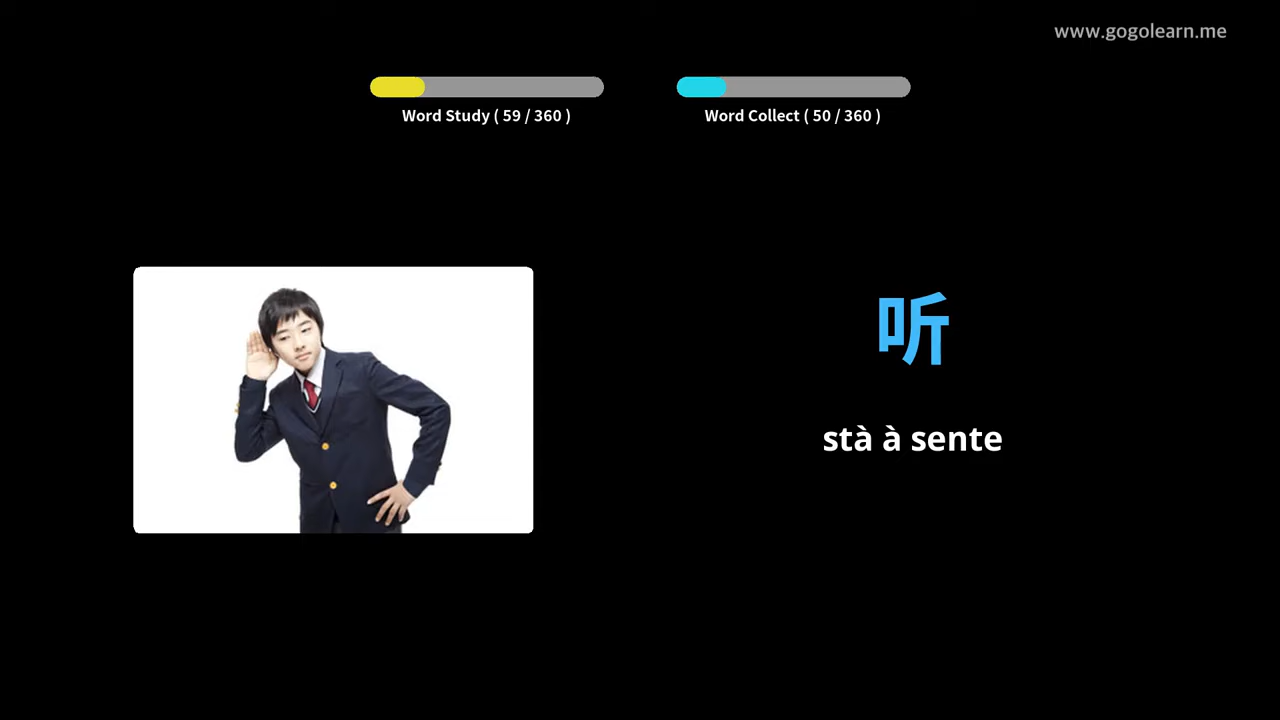 www.gogolearn.me
Word Study ( 59 / 360 )
Word Collect ( 50 / 360 )
听
stà à sente